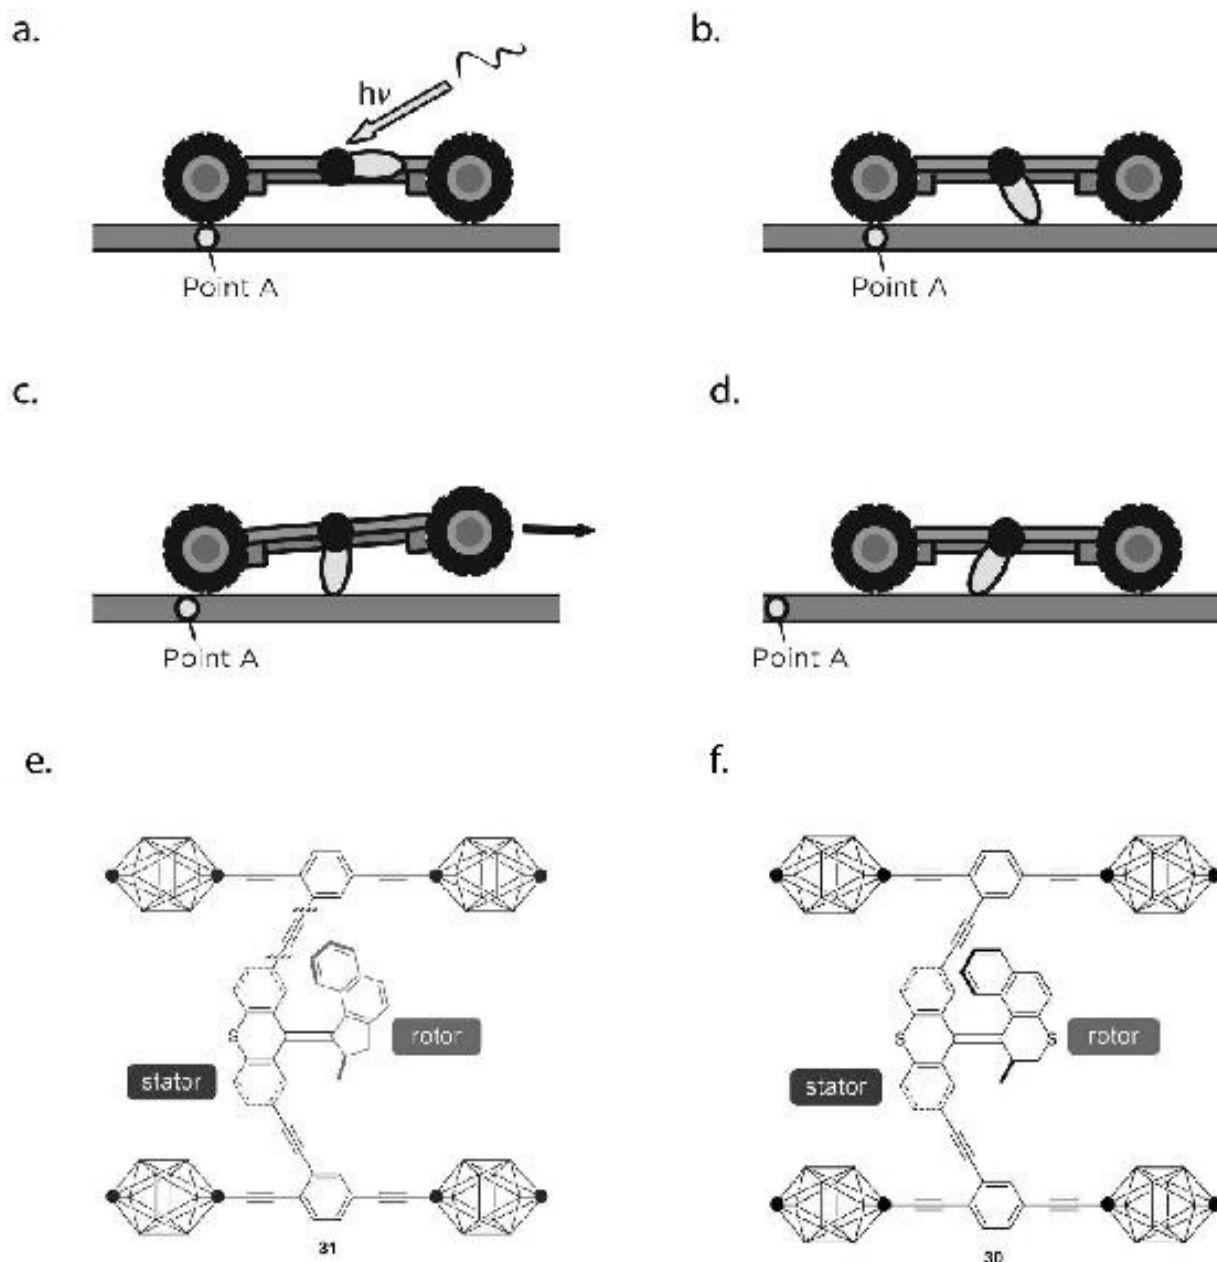 a.
b.
hν
Point A
Point A
c.
d.
Point A
Point A
e.
f.
S
rotor
stator
S
S
rotor
stator
31
30